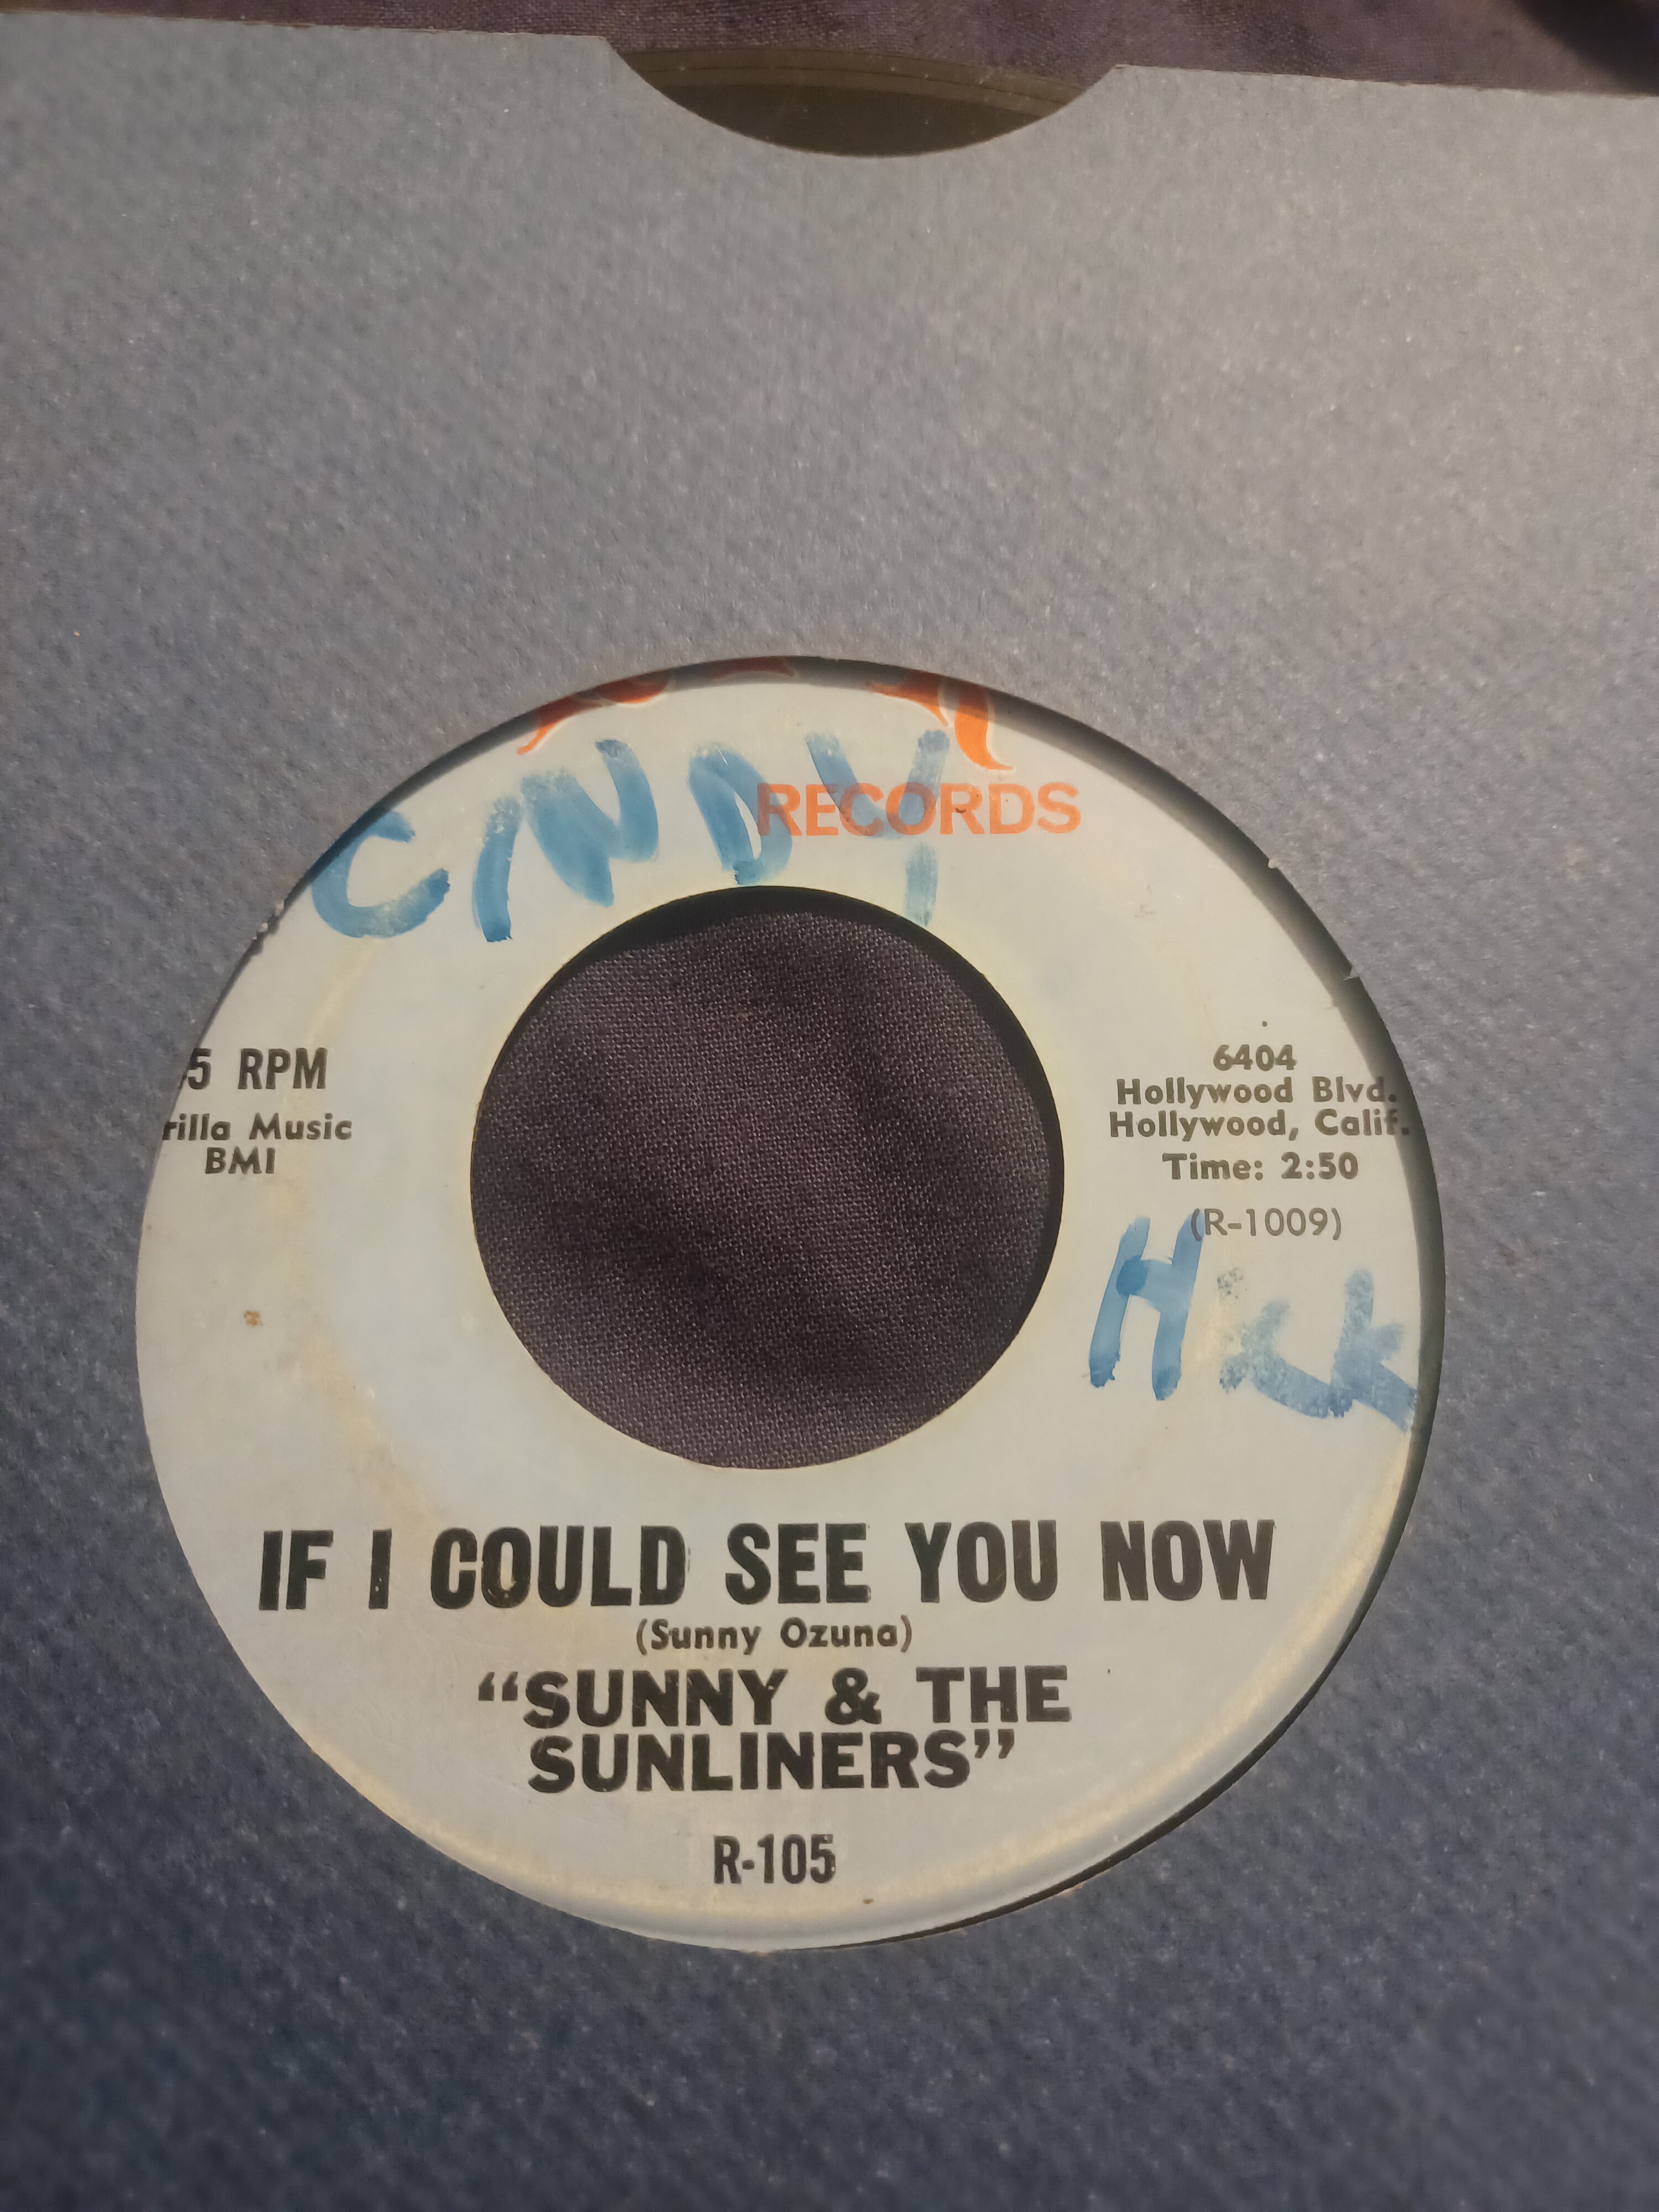 CINDY
RECORDS
5 RPM
rilla Music
BMI
6404
Hollywood Blvd.
Hollywood, Calif.
Time: 2:50
(R-1009)
IF I COULD SEE YOU NOW
(Sunny Ozuna)
"SUNNY & THE
SUNLINERS"
R-105